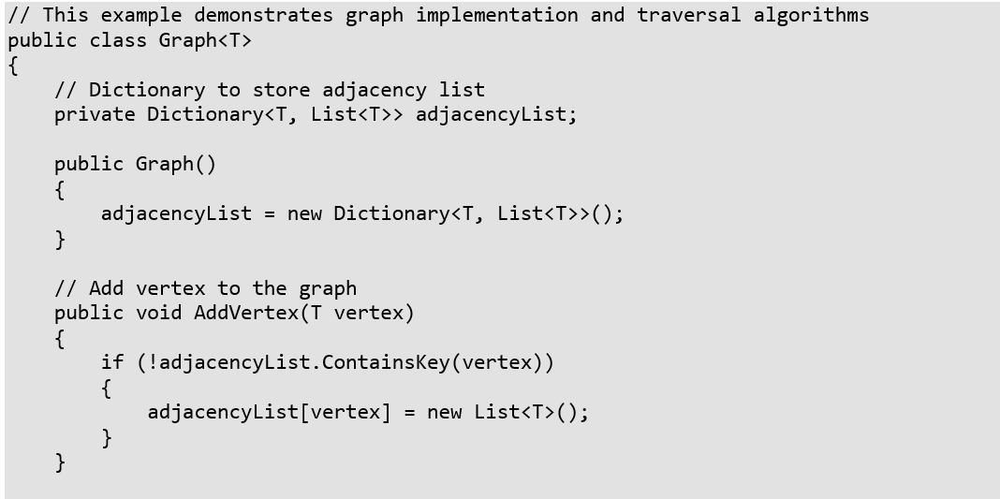 // This example demonstrates graph implementation and traversal algorithms
public class Graph<T>
{
    // Dictionary to store adjacency list
    private Dictionary<T, List<T>> adjacencyList;

    public Graph()
    {
        adjacencyList = new Dictionary<T, List<T>>();
    }

    // Add vertex to the graph
    public void AddVertex(T vertex)
    {
        if (!adjacencyList.ContainsKey(vertex))
        {
            adjacencyList[vertex] = new List<T>();
        }
    }